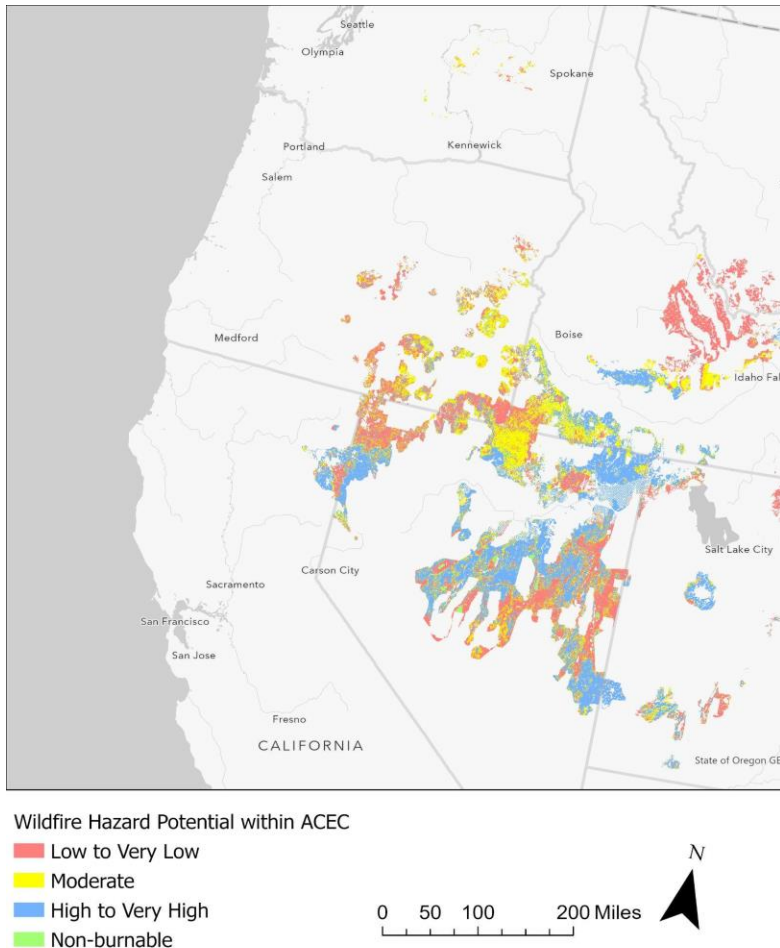 Seattle
Olympia
Spokane
Portland
Kennewick
Salem
Medford
Boise
Idaho Fal
Salt Lake City
Carson City
Sacramento
San Francisco
San Jose
Fresno
CALIFORNIA
State of Oregon GE
Wildfire Hazard Potential within ACEC
Low to Very Low
Moderate
High to Very High
Non-burnable
N
0 50 100 200 Miles